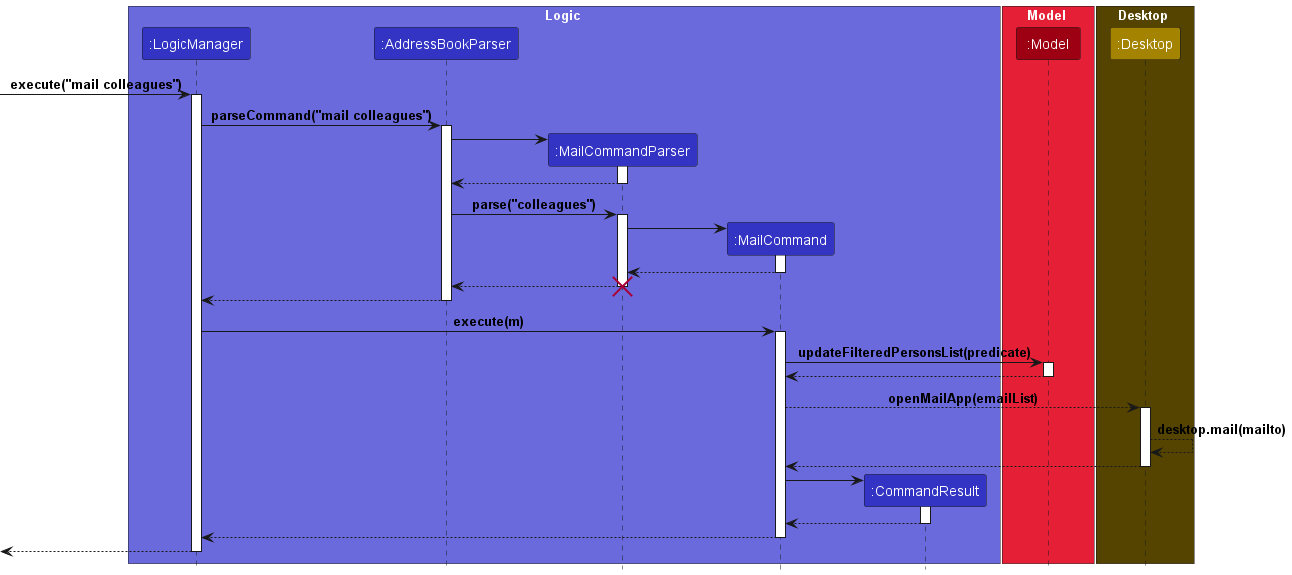 Logic
Model
Desktop
:LogicManager
:AddressBookParser
:Model
:Desktop
execute("mail colleagues")
parseCommand("mail colleagues")
:MailCommandParser
parse("colleagues")
:MailCommand
execute(m)
updateFilteredPersonsList(predicate)
openMailApp(emailList)
desktop.mail(mailto)
:CommandResult